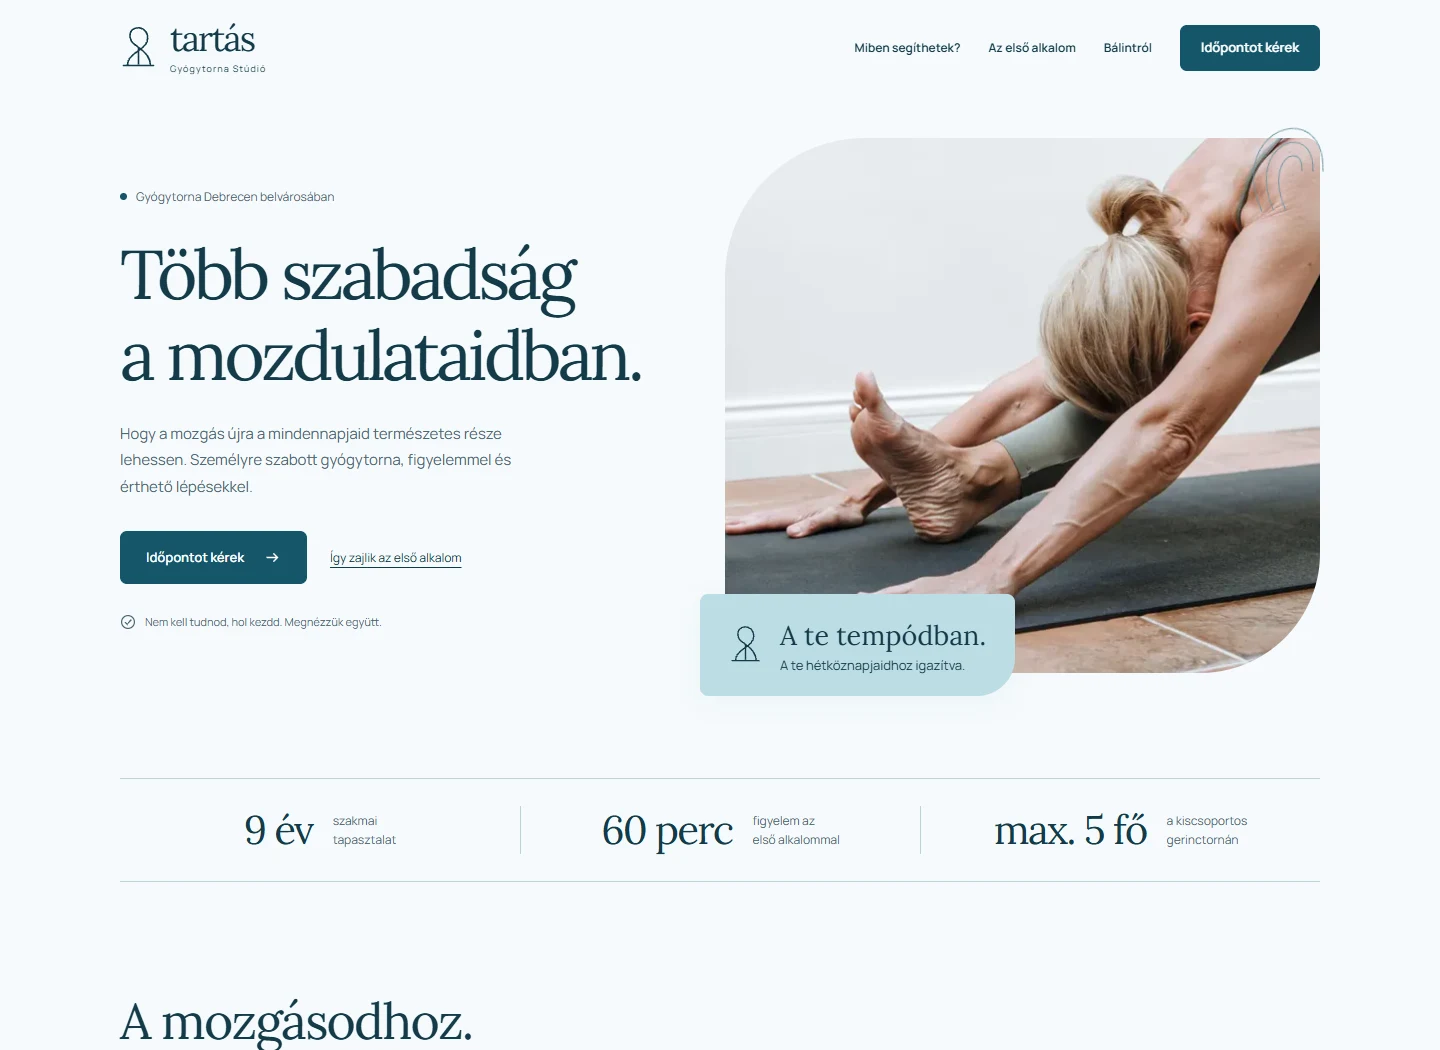 tartás
Gyógytorna Stúdió
Miben segíthetek?
Az első alkalom
Bálintról
Időpontot kérek
Gyógytorna Debrecen belvárosában
Több szabadság
a mozdulataidban.
Hogy a mozgás újra a mindennapjaid természetes része
lehessen. Személyre szabott gyógytorna, figyelemmel és
érthető lépésekkel.
Időpontot kérek
Így zajlik az első alkalom
Nem kell tudnod, hol kezdd. Megnézzük együtt.
A te tempódban.
A te hétköznapjaidhoz igazítva.
9 év
szakmai
tapasztalat
60 perc
figyelem az
első alkalommal
max. 5 fő
a kiscsoportos
gerinctornán
A mozgásodhoz.